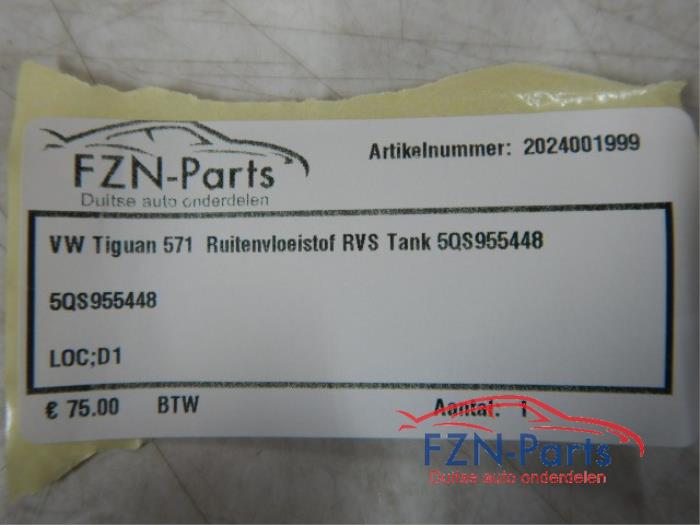 FZN-Parts
Duitse auto onderdelen
Artikelnummer: 2024001999
VW Tiguan 571 Ruitenvloeistof RVS Tank 5QS955448
5QS955448
LOC;D1
€ 75.00 BTW Aantal: 1
FZN-Parts
Duitse auto onderdelen